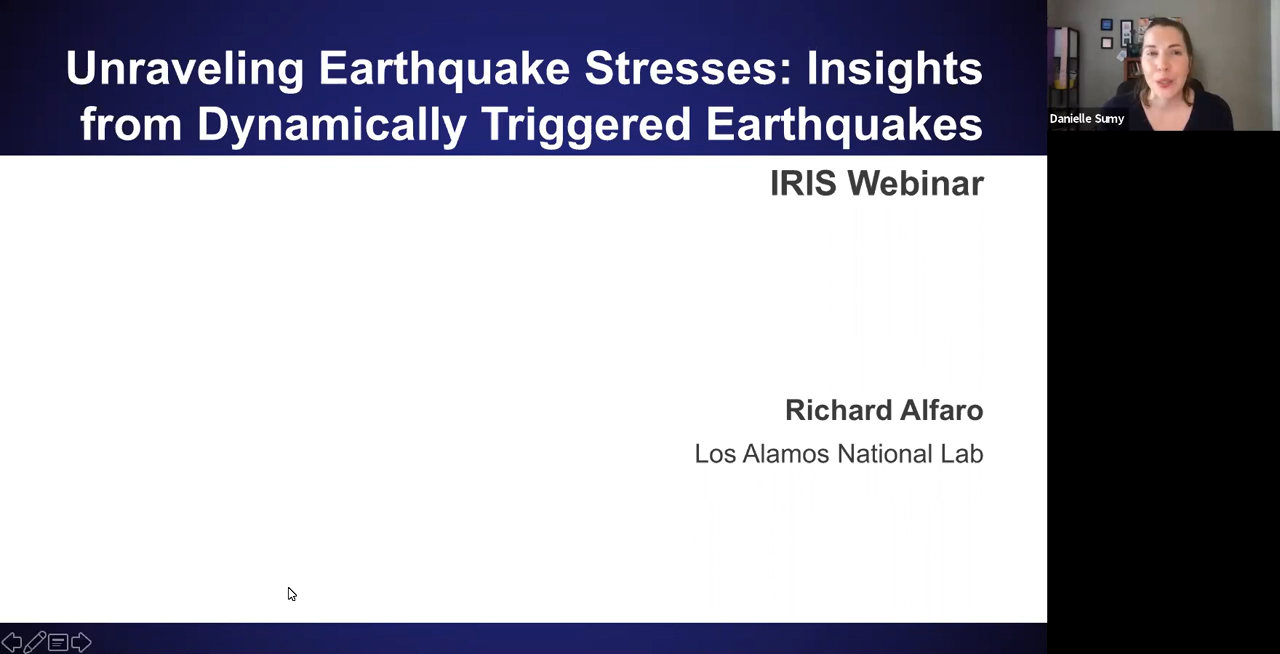 Unraveling Earthquake Stresses: Insights
from Dynamically Triggered Earthquakes
IRIS Webinar
Richard Alfaro
Los Alamos National Lab
Danielle Sumy